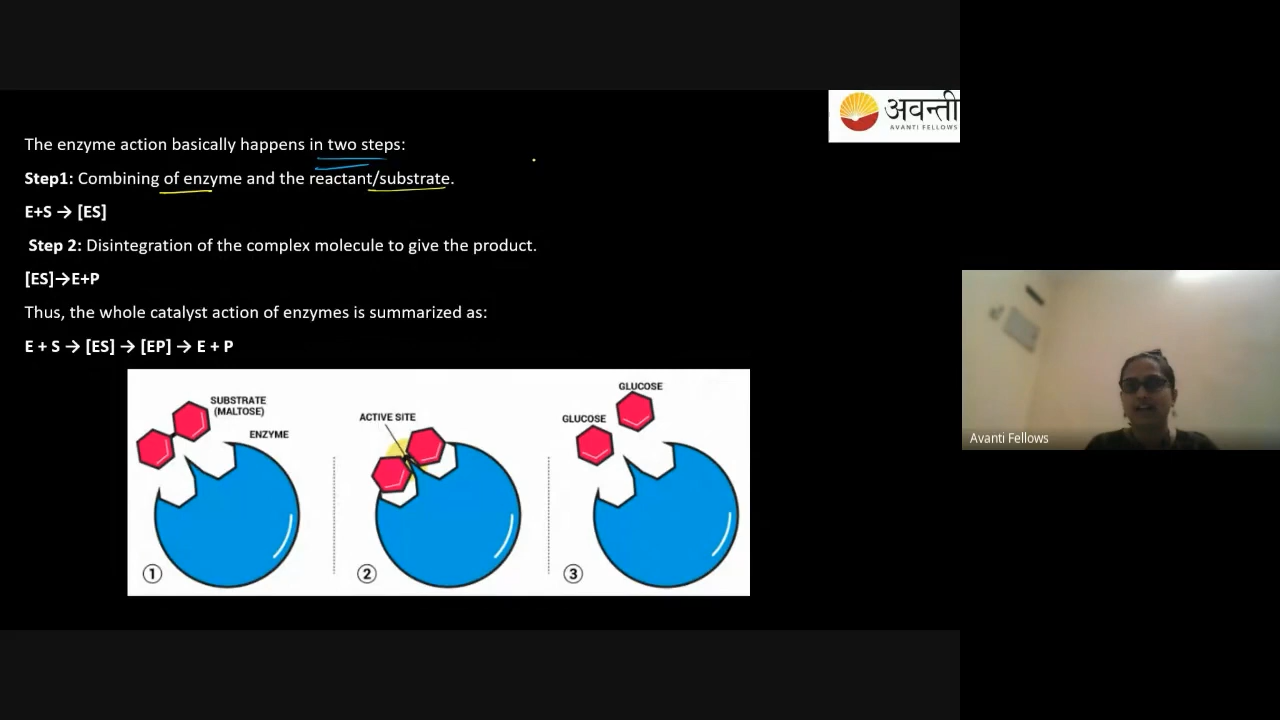 अवन्ती
AVANTI FELLOWS
The enzyme action basically happens in two steps:
Step1: Combining of enzyme and the reactant/substrate.
E+S → [ES]
Step 2: Disintegration of the complex molecule to give the product.
[ES]→E+P
Thus, the whole catalyst action of enzymes is summarized as:
E + S → [ES] → [EP] → E + P
SUBSTRATE
(MALTOSE)
ENZYME
1
ACTIVE SITE
2
GLUCOSE
GLUCOSE
3
Avanti Fellows